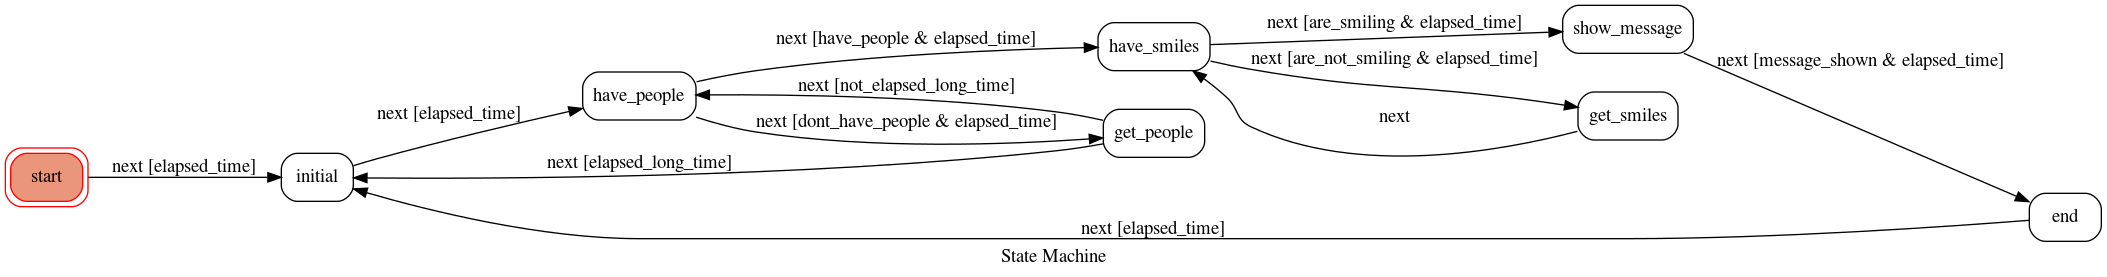 next [are_smiling & elapsed_time]
show_message
next [have_people & elapsed_time]
have_smiles
next [are_not_smiling & elapsed_time]
next [message_shown & elapsed_time]
next [not_elapsed_long_time]
have_people
next [elapsed_time]
next [dont_have_people & elapsed_time]
get_people
next
get_smiles
next [elapsed_long_time]
start
next [elapsed_time]
initial
end
next [elapsed_time]
State Machine